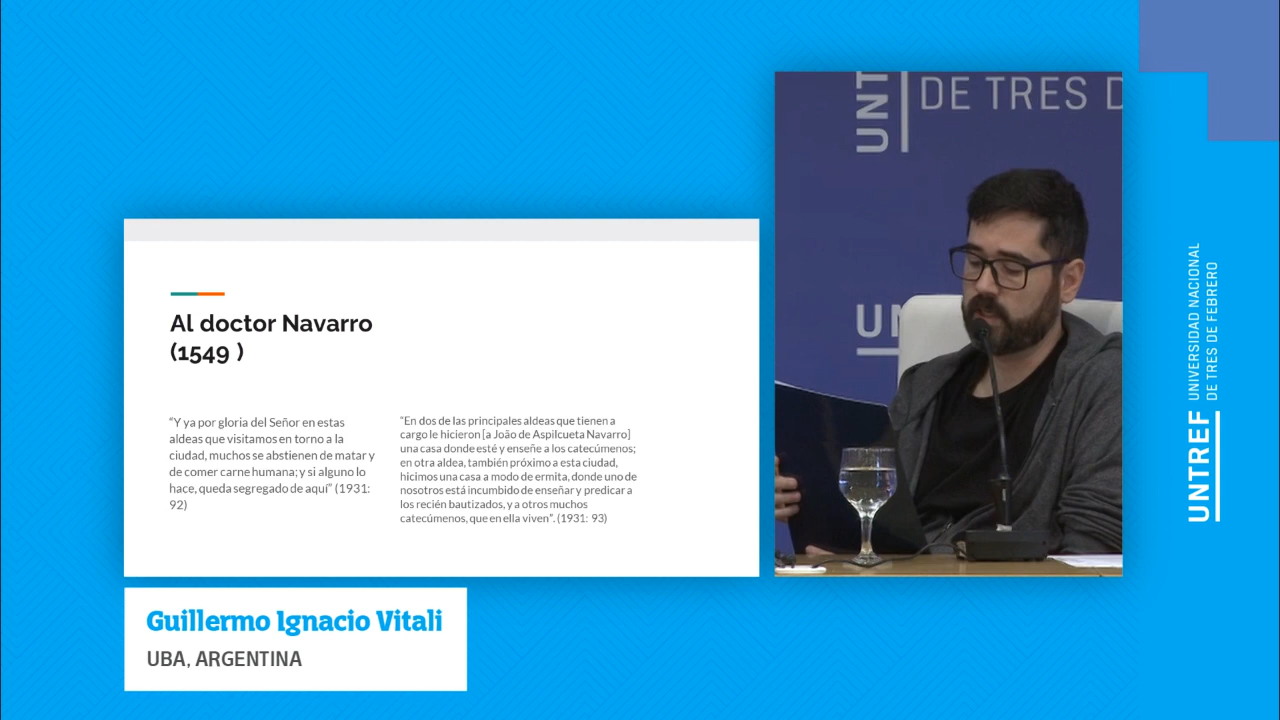 UNT
DE TRES D
Al doctor Navarro
(1549 )
“Y ya por gloria del Señor en estas
aldeas que visitamos en torno a la
ciudad, muchos se abstienen de matar y
de comer carne humana; y si alguno lo
hace, queda segregado de aquí” (1931:
92)
“En dos de las principales aldeas que tienen a
cargo le hicieron [a João de Aspilcueta Navarro]
una casa donde esté y enseñe a los catecúmenos;
en otra aldea, también próximo a esta ciudad,
hicimos una casa a modo de ermita, donde uno de
nosotros está incumbido de enseñar y predicar a
los recién bautizados, y a otros muchos
catecúmenos, que en ella viven”. (1931: 93)
UN
Guillermo Ignacio Vitali
UBA, ARGENTINA
UNTREF
UNIVERSIDAD NACIONAL
DE TRES DE FEBRERO